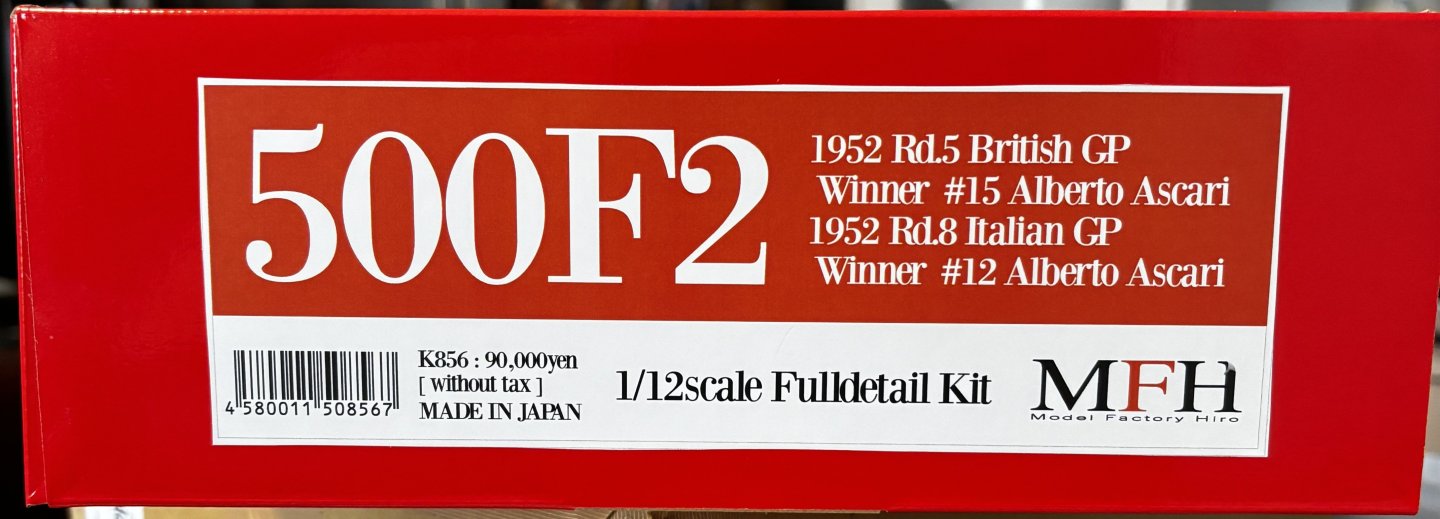 500F2
1952 Rd.5 British GP
Winner #15 Alberto Ascari
1952 Rd.8 Italian GP
Winner #12 Alberto Ascari
4 580011 508567
K856 : 90,000yen
[ without tax ]
MADE IN JAPAN
1/12scale Fulldetail Kit
MFH
Model Factory Hiro